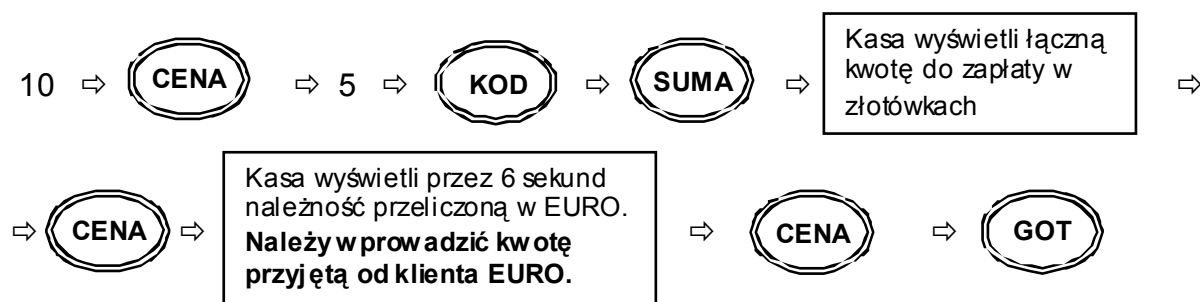 10 ⇨ CENA ⇨ 5 ⇨ KOD ⇨ SUMA ⇨ Kasa wyświetli łączną
kwotę do zapłaty w
złotówkach ⇨
⇨ CENA ⇨ Kasa wyświetli przez 6 sekund
należność przeliczoną w EURO.
Należy wprowadzić kwotę
przyjętą od klienta EURO. ⇨ CENA ⇨ GOT